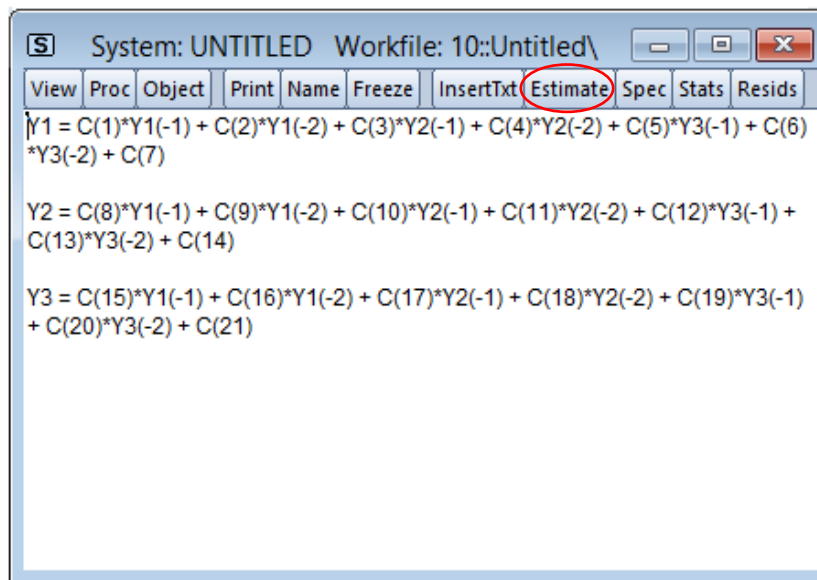 S System: UNTITLED Workfile: 10::Untitled\
View Proc Object Print Name Freeze InsertTxt Estimate Spec Stats Resids
Y1 = C(1)*Y1(-1) + C(2)*Y1(-2) + C(3)*Y2(-1) + C(4)*Y2(-2) + C(5)*Y3(-1) + C(6)
*Y3(-2) + C(7)
Y2 = C(8)*Y1(-1) + C(9)*Y1(-2) + C(10)*Y2(-1) + C(11)*Y2(-2) + C(12)*Y3(-1) +
C(13)*Y3(-2) + C(14)
Y3 = C(15)*Y1(-1) + C(16)*Y1(-2) + C(17)*Y2(-1) + C(18)*Y2(-2) + C(19)*Y3(-1)
+ C(20)*Y3(-2) + C(21)